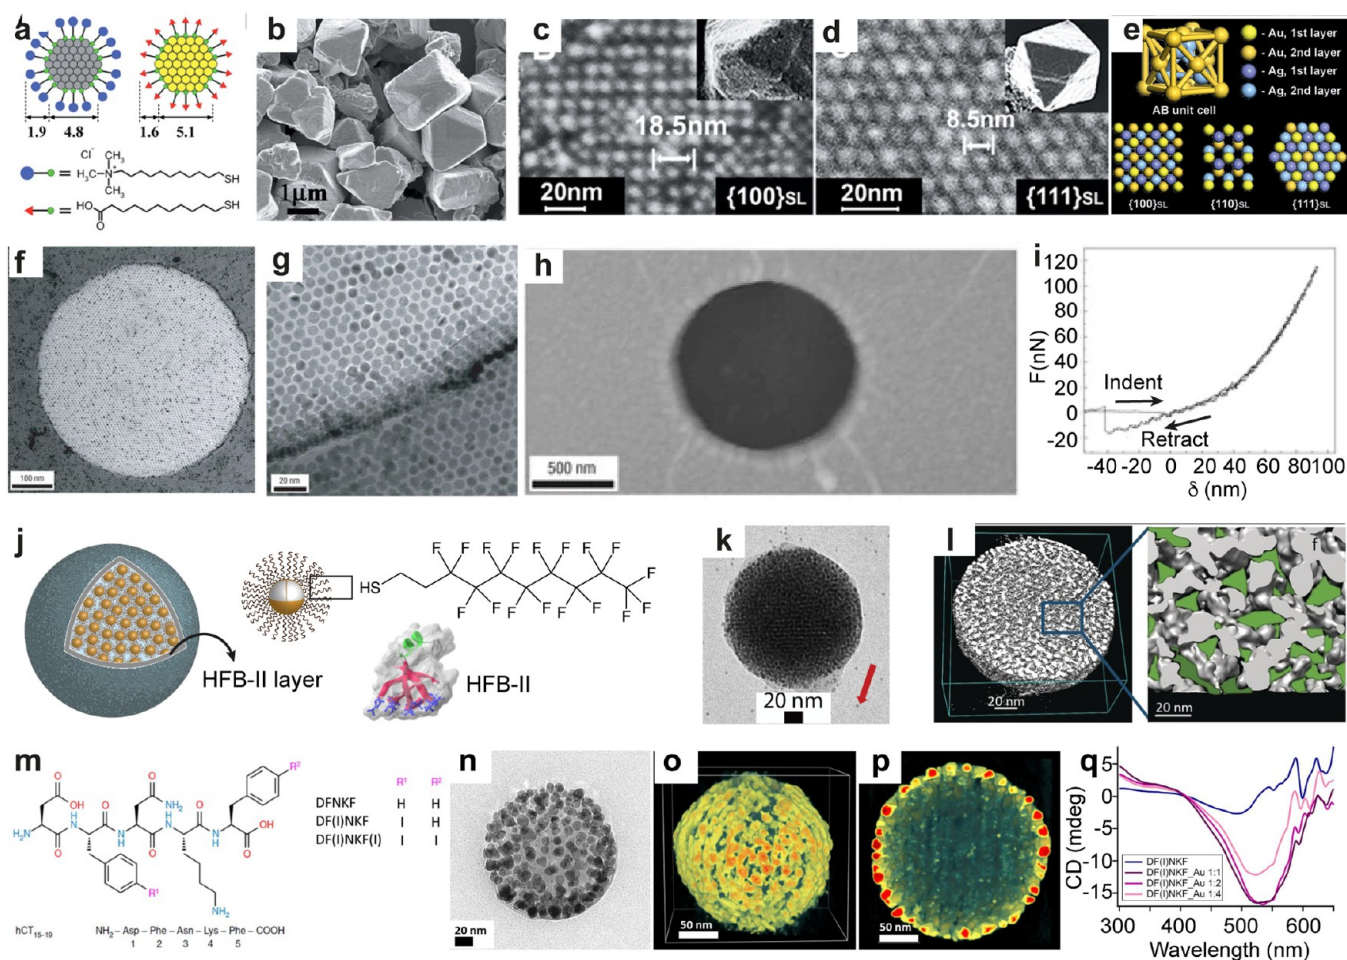 a
1.9
4.8
1.6
5.1
Cl⁻
CH₃
H₃C
N⁺
CH₃
SH
=
HO
O
SH
=
b
1µm
c
18.5nm
20nm
{100}SL
d
8.5nm
20nm
{111}SL
e
- Au, 1st layer
- Au, 2nd layer
- Ag, 1st layer
- Ag, 2nd layer
AB unit cell
{100}SL
{110}SL
{111}SL
f
100 nm
g
20 nm
h
500 nm
i
F(nN)
120
100
80
60
40
20
0
-20
Indent
Retract
-40 -20 0 20 40 60 80 100
δ (nm)
j
HFB-II layer
HS
F F F F F F F F
F
F
F F F F F F F F
HFB-II
k
20 nm
l
20 nm
f
20 nm
m
R¹ R²
DFNKF H H
DF(I)NKF I H
DF(I)NKF(I) I I
hCT₁₅₋₁₉
NH₂– Asp – Phe – Asn – Lys – Phe – COOH
1 2 3 4 5
n
20 nm
o
50 nm
p
50 nm
q
CD (mdeg)
5
0
-5
-10
-15
DF(I)NKF
DF(I)NKF_Au 1:1
DF(I)NKF_Au 1:2
DF(I)NKF_Au 1:4
300 400 500 600
Wavelength (nm)